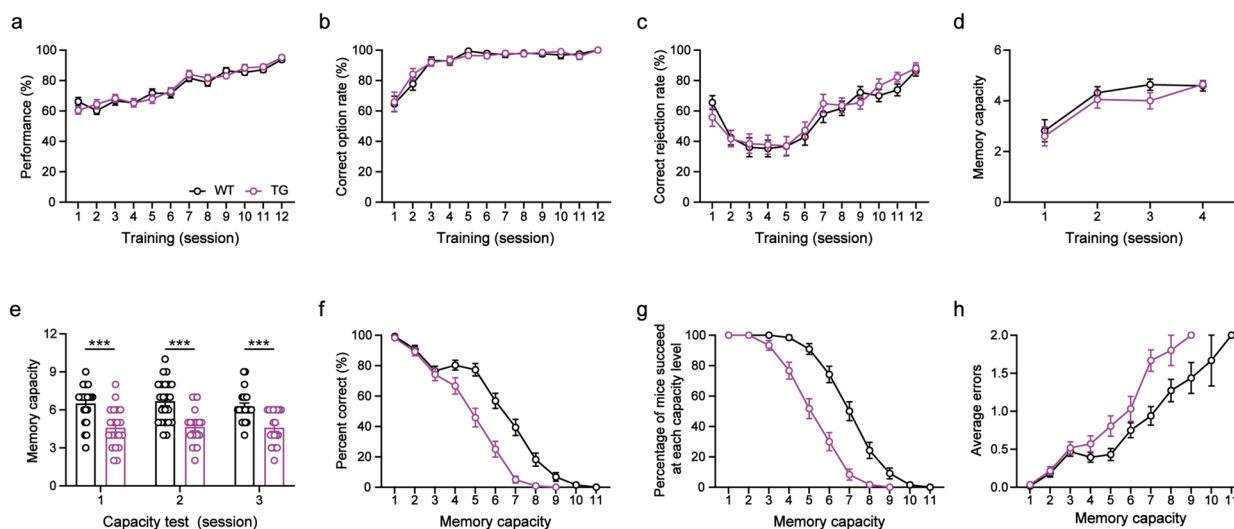 a
Performance (%)
100
80
60
40
20
0
WT TG
1 2 3 4 5 6 7 8 9 10 11 12
Training (session)
b
Correct option rate (%)
100
80
60
40
20
0
1 2 3 4 5 6 7 8 9 10 11 12
Training (session)
c
Correct rejection rate (%)
100
80
60
40
20
0
1 2 3 4 5 6 7 8 9 10 11 12
Training (session)
d
Memory capacity
6
4
2
0
1 2 3 4
Training (session)
e
Memory capacity
12
9
6
3
0
*** *** ***
1 2 3
Capacity test (session)
f
Percent correct (%)
100
80
60
40
20
0
1 2 3 4 5 6 7 8 9 10 11
Memory capacity
g
Percentage of mice succeed
at each capacity level
100
80
60
40
20
0
1 2 3 4 5 6 7 8 9 10 11
Memory capacity
h
Average errors
2.0
1.5
1.0
0.5
0.0
1 2 3 4 5 6 7 8 9 10 11
Memory capacity